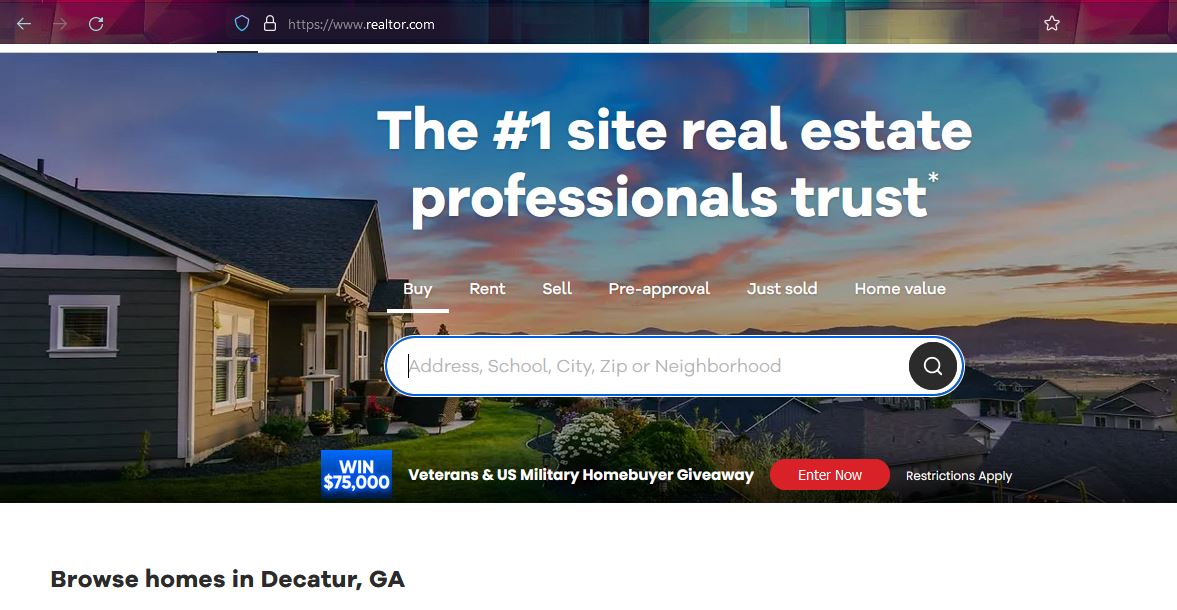 https://www.realtor.com
The #1 site real estate
professionals trust*
Buy Rent Sell Pre-approval Just sold Home value
Address, School, City, Zip or Neighborhood
WIN
$75,000
Veterans & US Military Homebuyer Giveaway
Enter Now
Restrictions Apply
Browse homes in Decatur, GA